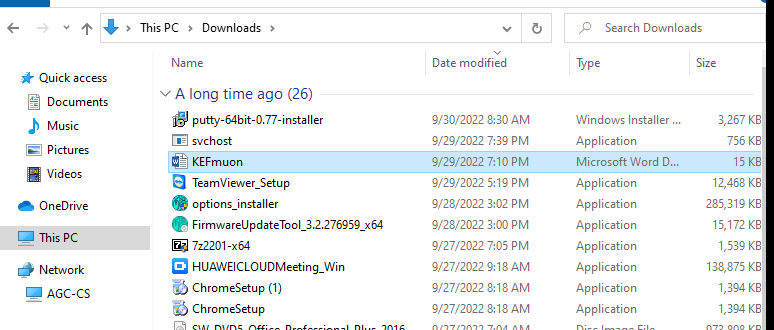 This PC > Downloads >
Search Downloads
Name Date modified Type Size
Quick access
Documents
Music
Pictures
Videos
OneDrive
This PC
Network
AGC-CS
A long time ago (26)
putty-64bit-0.77-installer 9/30/2022 8:30 AM Windows Installer ... 3,267 KB
svchost 9/29/2022 7:39 PM Application 756 KB
KEFmuon 9/29/2022 7:10 PM Microsoft Word D... 15 KB
TeamViewer_Setup 9/29/2022 5:19 PM Application 12,468 KB
options_installer 9/28/2022 3:02 PM Application 285,319 KB
FirmwareUpdateTool_3.2.276959_x64 9/28/2022 3:00 PM Application 15,172 KB
7z2201-x64 9/27/2022 7:05 PM Application 1,539 KB
HUAWEICLOUDMeeting_Win 9/27/2022 9:18 AM Application 138,875 KB
ChromeSetup (1) 9/27/2022 8:18 AM Application 1,394 KB
ChromeSetup 9/27/2022 8:18 AM Application 1,394 KB
SW_DVD5_Office_Professional_Plus_2016_ 9/27/2022 7:04 AM Disc Image File 973,808 KB